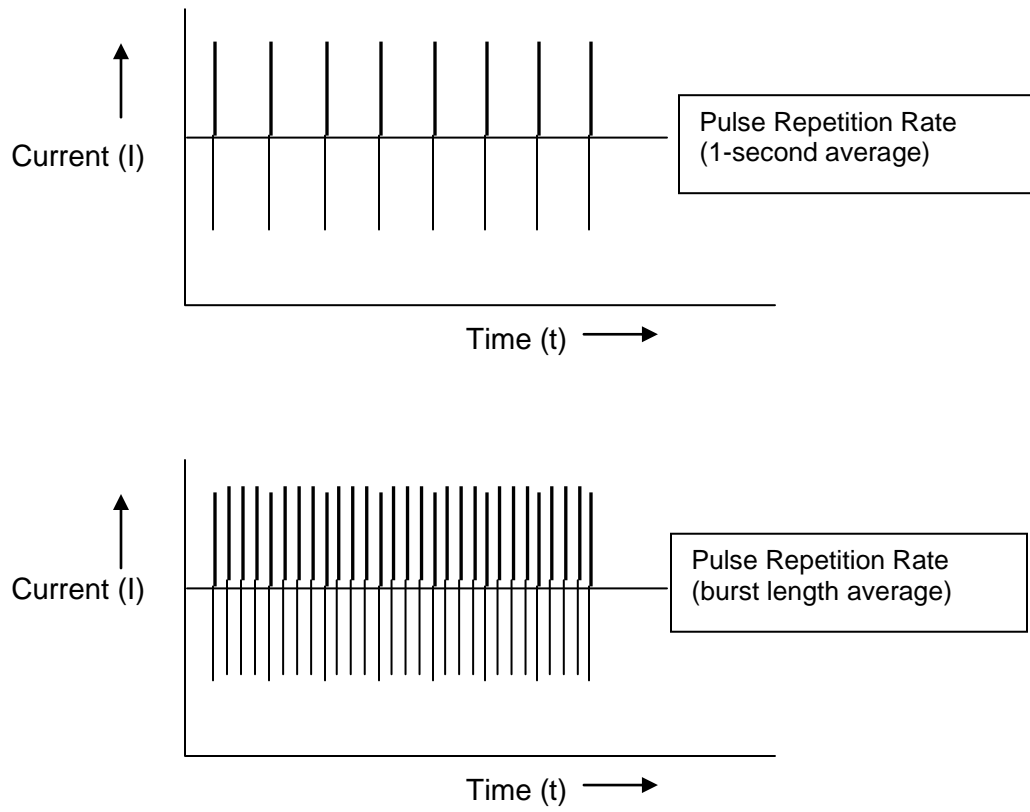 Current (I)
Pulse Repetition Rate
(1-second average)
Time (t)
Current (I)
Pulse Repetition Rate
(burst length average)
Time (t)